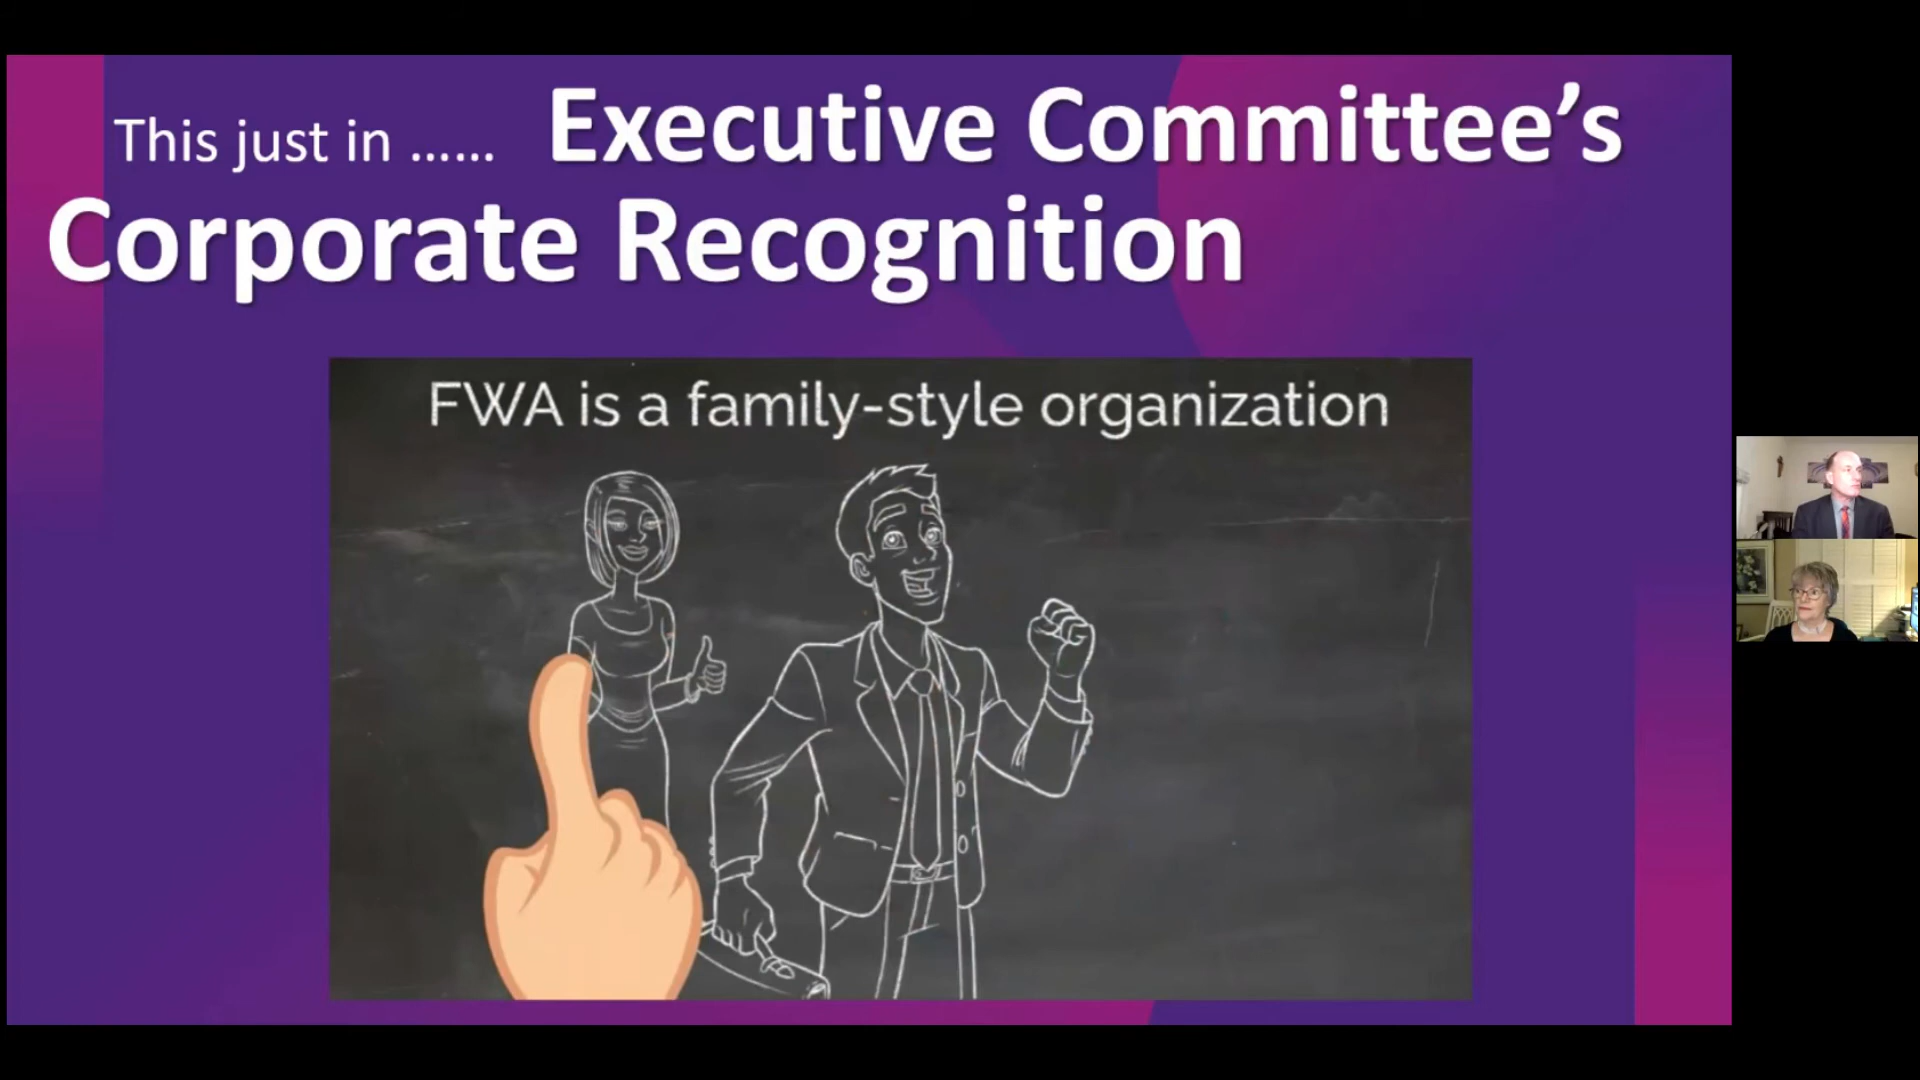 This just in ...... Executive Committee’s
Corporate Recognition
FWA is a family-style organization